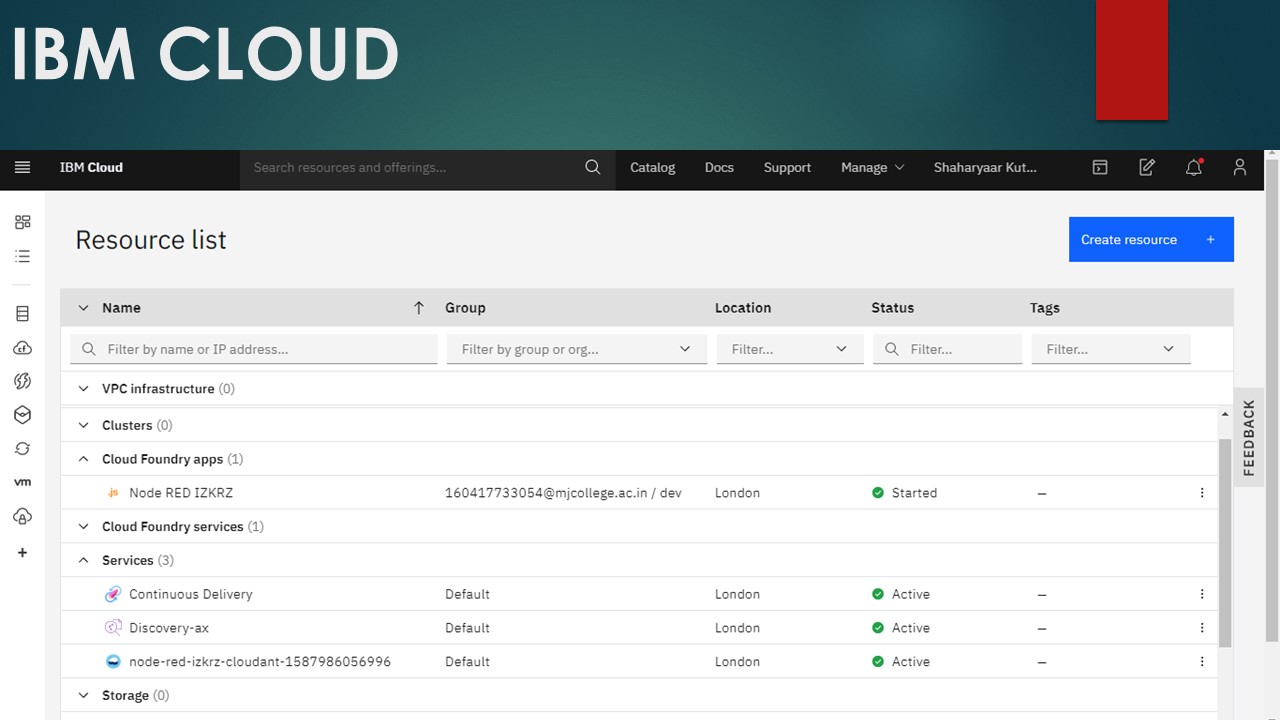 IBM CLOUD
IBM Cloud Search resources and offerings... Catalog Docs Support Manage Shaharyaar Kut...
Resource list
Create resource +
Name Group Location Status Tags
Filter by name or IP address... Filter by group or org... Filter... Filter... Filter...
VPC infrastructure (0)
Clusters (0)
Cloud Foundry apps (1)
js Node RED IZKRZ 160417733054@mjcollege.ac.in / dev London Started –
Cloud Foundry services (1)
Services (3)
Continuous Delivery Default London Active –
Discovery-ax Default London Active –
node-red-izkrz-cloudant-1587986056996 Default London Active –
Storage (0)
cf
vm
FEEDBACK